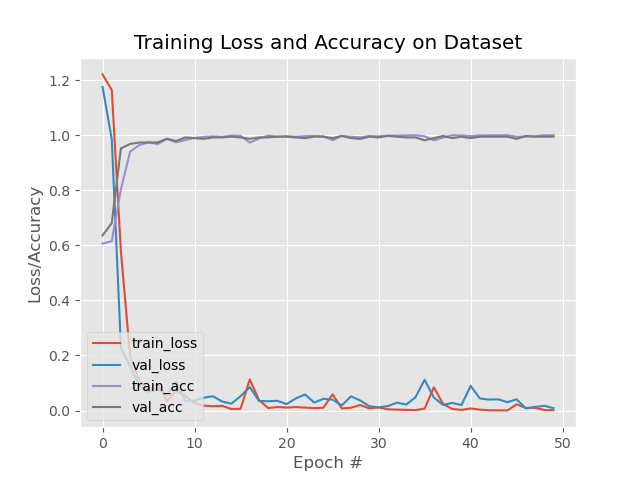 Training Loss and Accuracy on Dataset
Loss/Accuracy
1.2
1.0
0.8
0.6
0.4
0.2
0.0
train_loss
val_loss
train_acc
val_acc
0 10 20 30 40 50
Epoch #